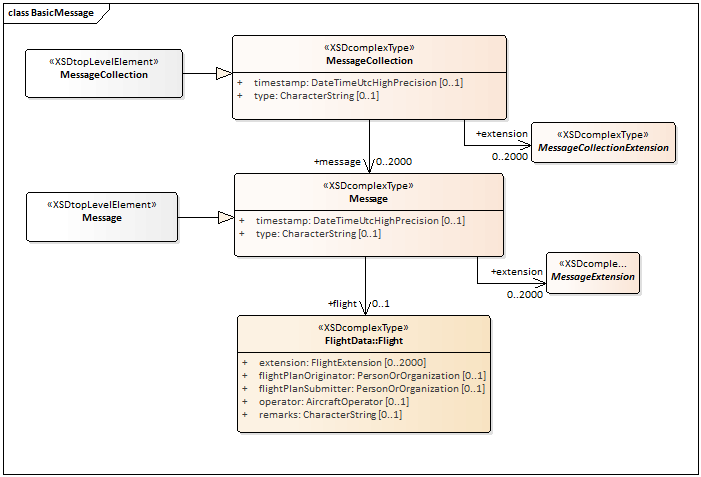 class BasicMessage
«XSDtopLevelElement»
MessageCollection
«XSDcomplexType»
MessageCollection
+ timestamp: DateTimeUtcHighPrecision [0..1]
+ type: CharacterString [0..1]
+extension
0..2000
«XSDcomplexType»
MessageCollectionExtension
+message 0..2000
«XSDtopLevelElement»
Message
«XSDcomplexType»
Message
+ timestamp: DateTimeUtcHighPrecision [0..1]
+ type: CharacterString [0..1]
+extension
0..2000
«XSDcomple...
MessageExtension
+flight 0..1
«XSDcomplexType»
FlightData::Flight
+ extension: FlightExtension [0..2000]
+ flightPlanOriginator: PersonOrOrganization [0..1]
+ flightPlanSubmitter: PersonOrOrganization [0..1]
+ operator: AircraftOperator [0..1]
+ remarks: CharacterString [0..1]